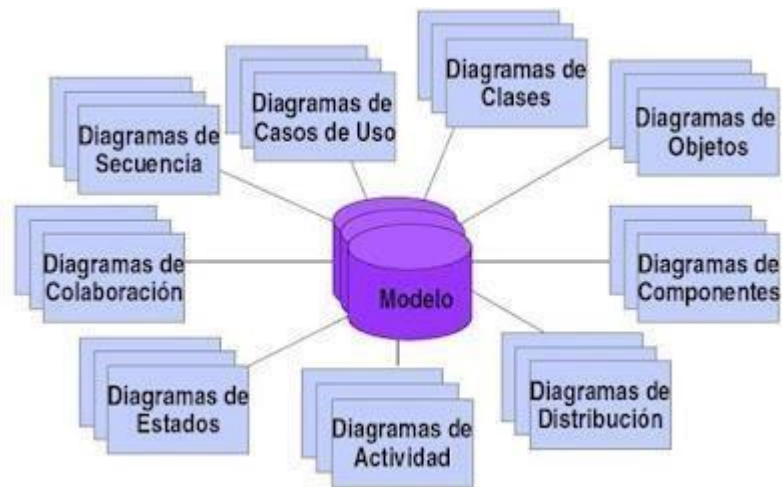 Diagramas de
Casos de Uso
Diagramas de
Clases
Diagramas de
Secuencia
Diagramas de
Objetos
Diagramas de
Colaboración
Modelo
Diagramas de
Componentes
Diagramas de
Estados
Diagramas de
Actividad
Diagramas de
Distribución